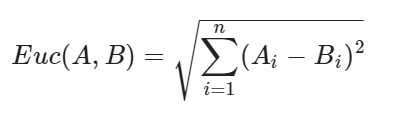 Euc(A, B) = √(∑_{i=1}^{n} (A_i − B_i)^2)